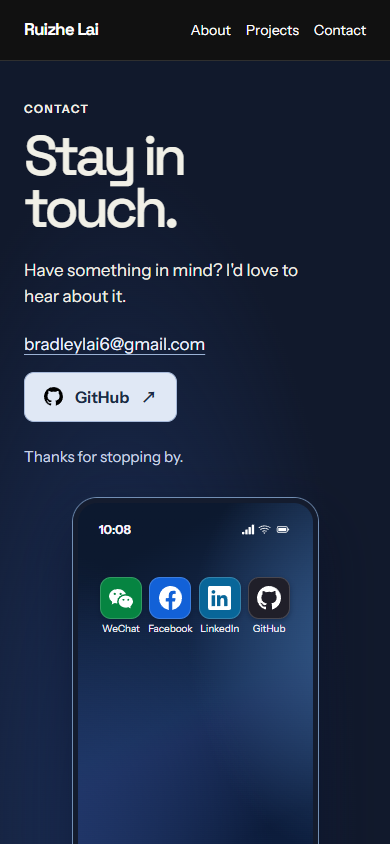 Ruizhe Lai
About Projects Contact
CONTACT
Stay in
touch.
Have something in mind? I'd love to
hear about it.
bradleylai6@gmail.com
GitHub ↗
Thanks for stopping by.
10:08
WeChat Facebook LinkedIn GitHub